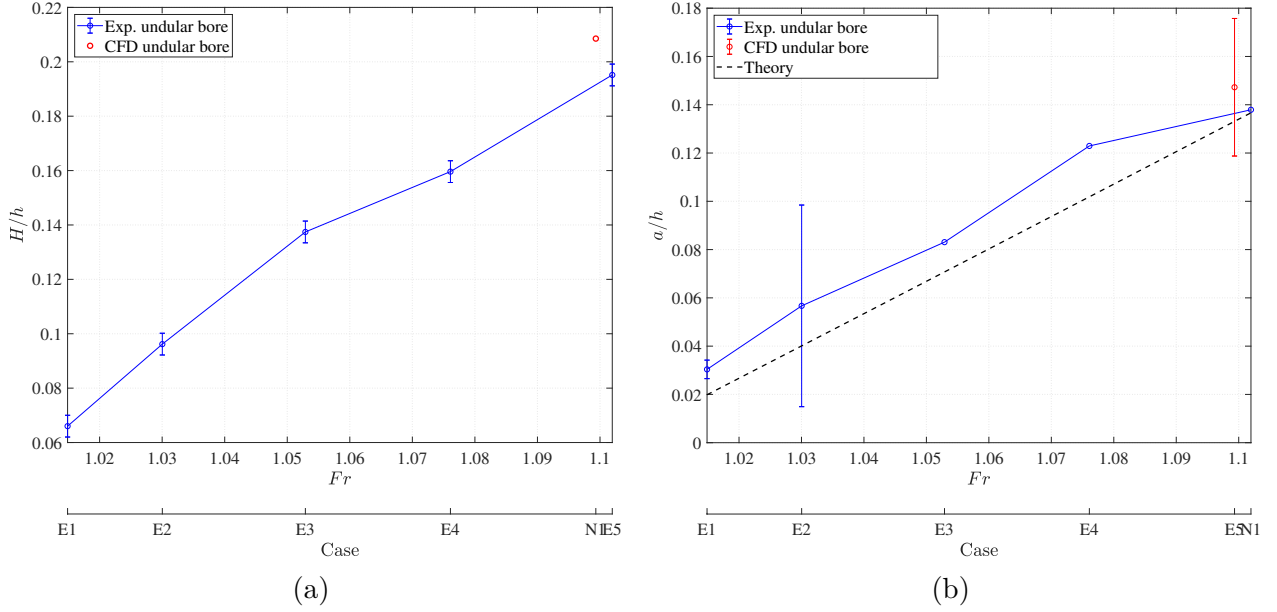 0.22
0.2
0.18
0.16
0.14
0.12
0.1
0.08
0.06
H/h
Exp. undular bore
CFD undular bore
1.02 1.03 1.04 1.05 1.06 1.07 1.08 1.09 1.1
Fr
E1 E2 E3 E4 N1E5
Case
(a)
0.18
0.16
0.14
0.12
0.1
0.08
0.06
0.04
0.02
0
a/h
Exp. undular bore
CFD undular bore
Theory
1.02 1.03 1.04 1.05 1.06 1.07 1.08 1.09 1.1
Fr
E1 E2 E3 E4 E5N1
Case
(b)